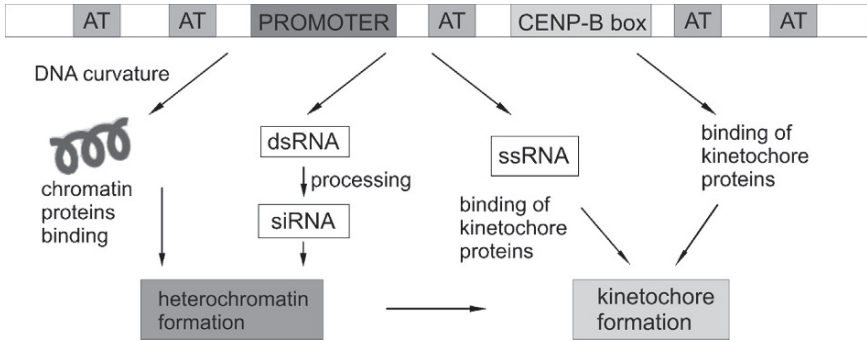 AT AT PROMOTER AT CENP-B box AT AT
DNA curvature
chromatin
proteins
binding
dsRNA
processing
siRNA
ssRNA
binding of
kinetochore
proteins
binding of
kinetochore
proteins
heterochromatin
formation
kinetochore
formation